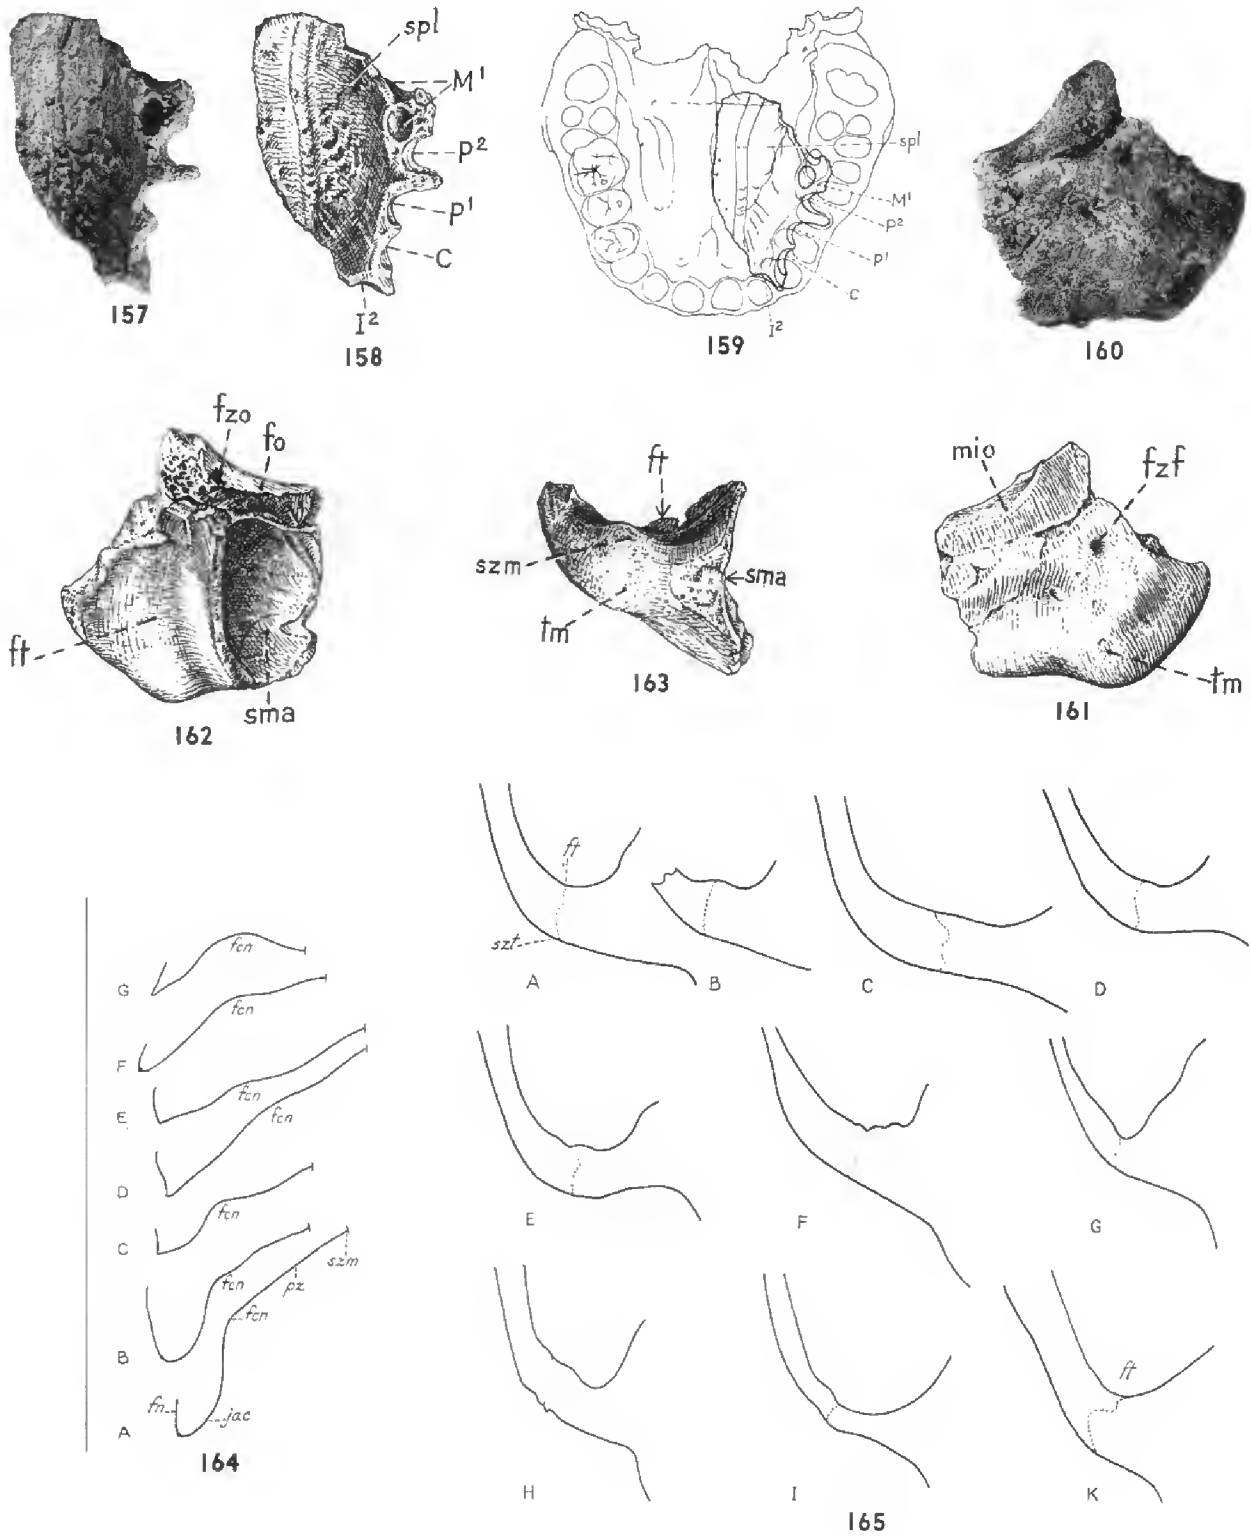 spl
M¹
P²
P¹
C
I²
157
158
spl
M¹
P²
P¹
C
I²
159
160
fzo
fo
ft
sma
162
ft
szm
sma
tm
163
mio
fzf
tm
161
G
fcn
F
fcn
E
fcn
D
fcn
C
fcn
B
fcn
A
fn
jac
fcn
pz
szm
164
ft
szt
A
B
C
D
E
F
G
H
I
ft
K
165